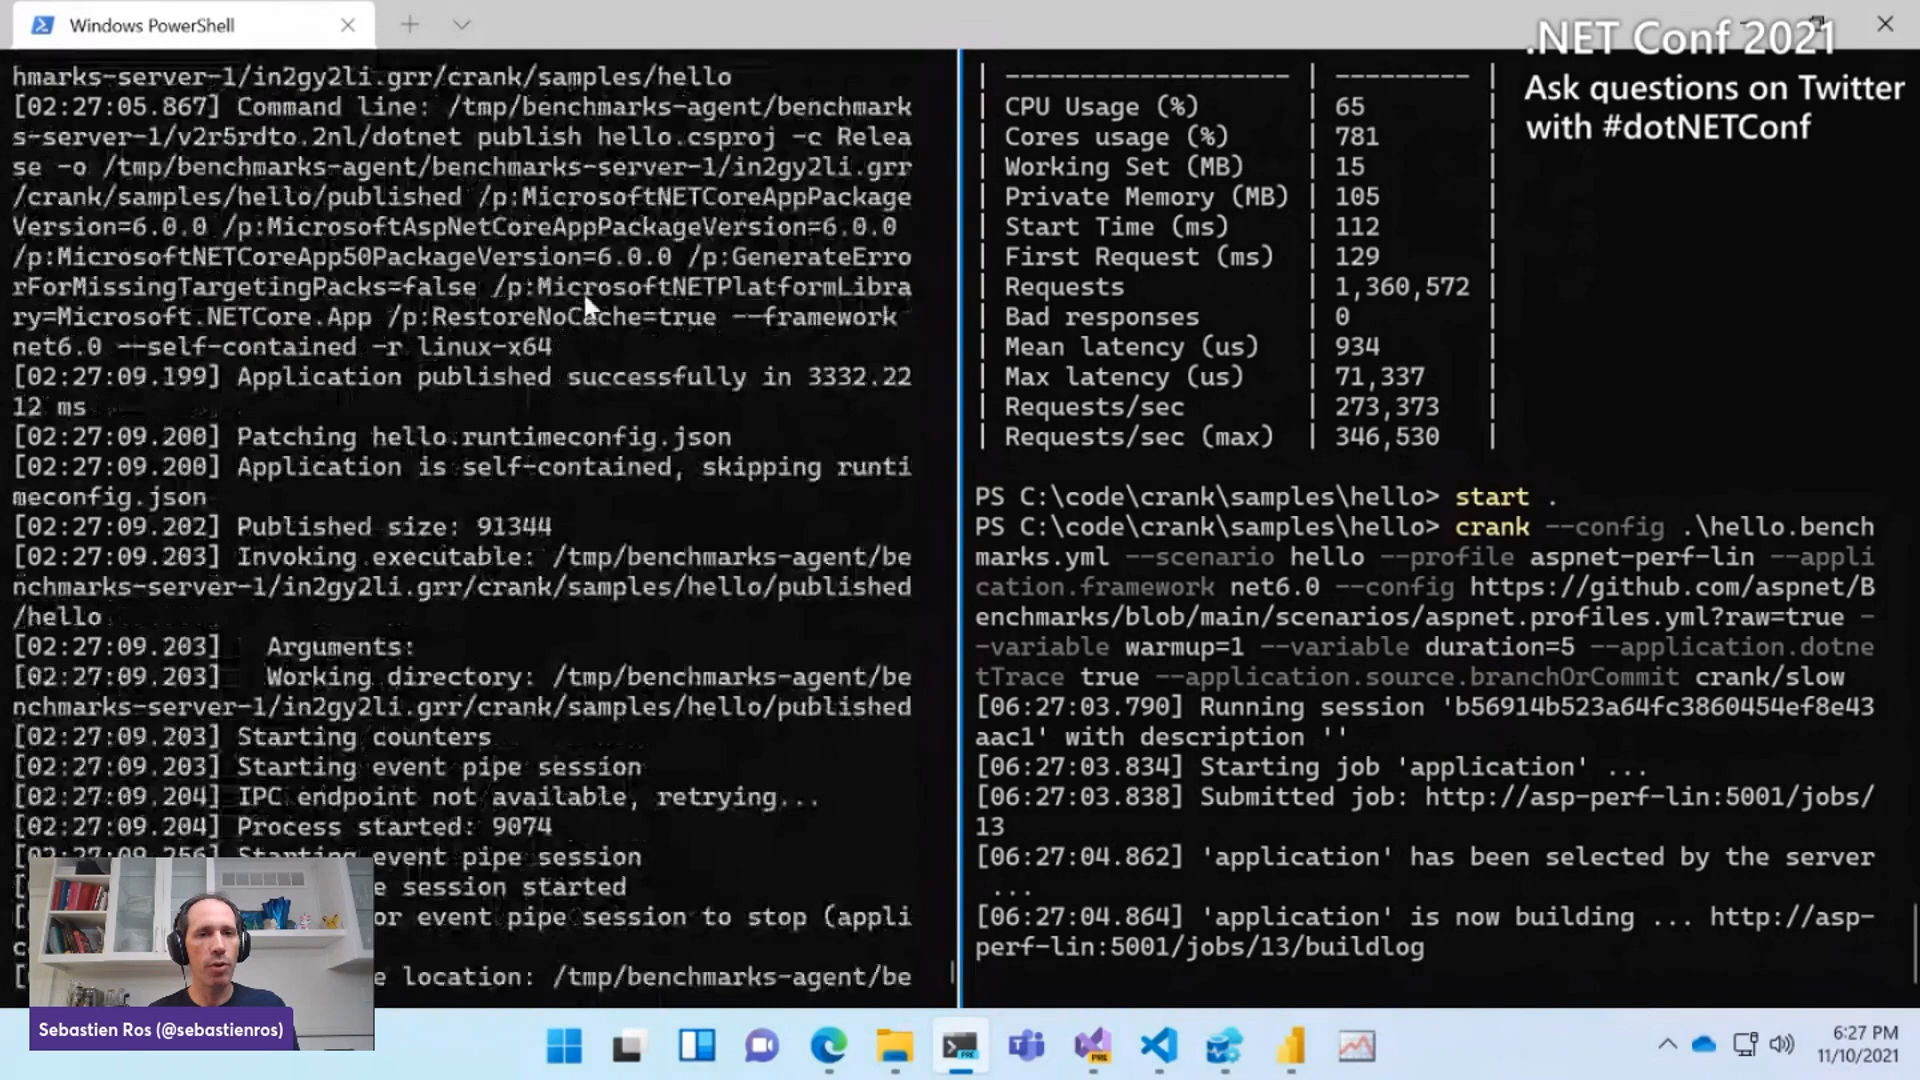 Windows PowerShell
.NET Conf 2021
Ask questions on Twitter
with #dotNETConf
hmarks-server-1/in2gy2li.grr/crank/samples/hello
[02:27:05.867] Command line: /tmp/benchmarks-agent/benchmark
s-server-1/v2r5rdto.2nl/dotnet publish hello.csproj -c Relea
se -o /tmp/benchmarks-agent/benchmarks-server-1/in2gy2li.grr
/crank/samples/hello/published /p:MicrosoftNETCoreAppPackage
Version=6.0.0 /p:MicrosoftAspNetCoreAppPackageVersion=6.0.0
/p:MicrosoftNETCoreApp50PackageVersion=6.0.0 /p:GenerateErro
rForMissingTargetingPacks=false /p:MicrosoftNETPlatformLibra
ry=Microsoft.NETCore.App /p:RestoreNoCache=true --framework
net6.0 --self-contained -r linux-x64
[02:27:09.199] Application published successfully in 3332.22
12 ms
[02:27:09.200] Patching hello.runtimeconfig.json
[02:27:09.200] Application is self-contained, skipping runti
meconfig.json
[02:27:09.202] Published size: 91344
[02:27:09.203] Invoking executable: /tmp/benchmarks-agent/be
nchmarks-server-1/in2gy2li.grr/crank/samples/hello/published
/hello
[02:27:09.203]   Arguments:
[02:27:09.203]   Working directory: /tmp/benchmarks-agent/be
nchmarks-server-1/in2gy2li.grr/crank/samples/hello/published
[02:27:09.203] Starting counters
[02:27:09.203] Starting event pipe session
[02:27:09.204] IPC endpoint not available, retrying...
[02:27:09.204] Process started: 9074
[02:27:09.256] Starting event pipe session
e session started
or event pipe session to stop (appli
e location: /tmp/benchmarks-agent/be
| ------------------- | --------- |
| CPU Usage (%) | 65 |
| Cores usage (%) | 781 |
| Working Set (MB) | 15 |
| Private Memory (MB) | 105 |
| Start Time (ms) | 112 |
| First Request (ms) | 129 |
| Requests | 1,360,572 |
| Bad responses | 0 |
| Mean latency (us) | 934 |
| Max latency (us) | 71,337 |
| Requests/sec | 273,373 |
| Requests/sec (max) | 346,530 |
PS C:\code\crank\samples\hello> start .
PS C:\code\crank\samples\hello> crank --config .\hello.bench
marks.yml --scenario hello --profile aspnet-perf-lin --appli
cation.framework net6.0 --config https://github.com/aspnet/B
enchmarks/blob/main/scenarios/aspnet.profiles.yml?raw=true -
-variable warmup=1 --variable duration=5 --application.dotne
tTrace true --application.source.branchOrCommit crank/slow
[06:27:03.790] Running session 'b56914b523a64fc3860454ef8e43
aac1' with description ''
[06:27:03.834] Starting job 'application' ...
[06:27:03.838] Submitted job: http://asp-perf-lin:5001/jobs/
13
[06:27:04.862] 'application' has been selected by the server
...
[06:27:04.864] 'application' is now building ... http://asp-
perf-lin:5001/jobs/13/buildlog
Sebastien Ros (@sebastienros)
PRE
PRE
6:27 PM
11/10/2021